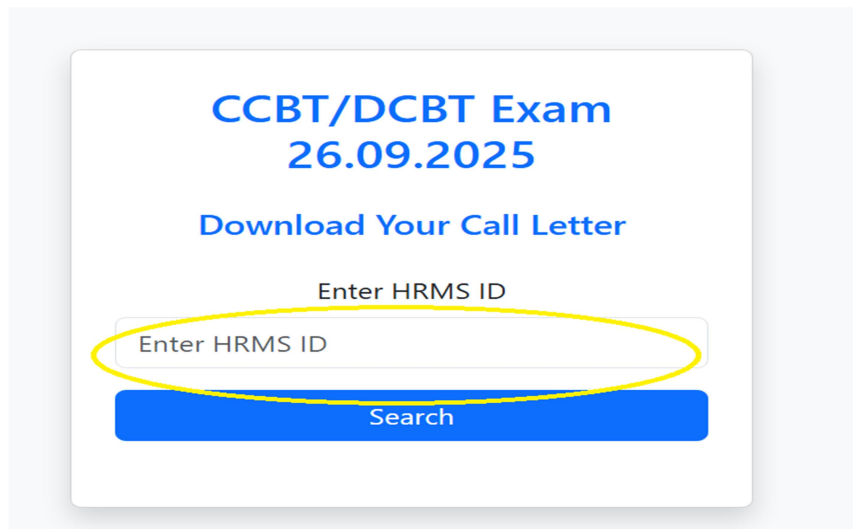 CCBT/DCBT Exam
26.09.2025
Download Your Call Letter
Enter HRMS ID
Enter HRMS ID
Search